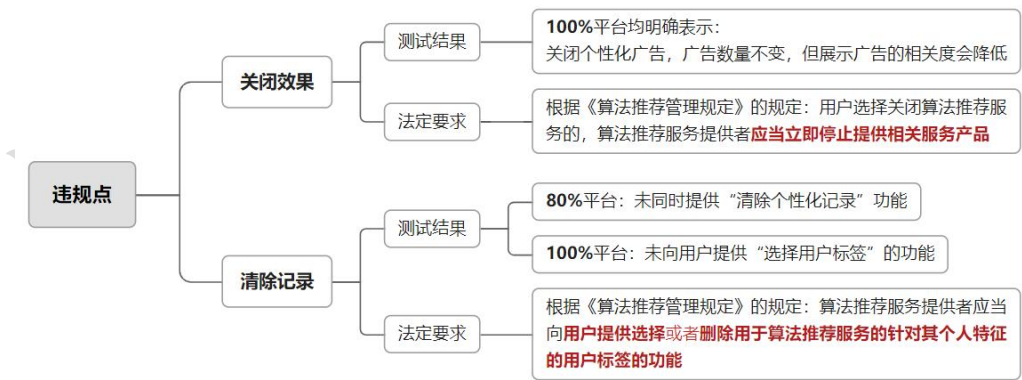 违规点
关闭效果
测试结果
100%平台均明确表示：
关闭个性化广告，广告数量不变，但展示广告的相关度会降低
法定要求
根据《算法推荐管理规定》的规定：用户选择关闭算法推荐服
务的，算法推荐服务提供者应当立即停止提供相关服务产品
清除记录
测试结果
80%平台：未同时提供“清除个性化记录”功能
100%平台：未向用户提供“选择用户标签”的功能
法定要求
根据《算法推荐管理规定》的规定：算法推荐服务提供者应当
向用户提供选择或者删除用于算法推荐服务的针对其个人特征
的用户标签的功能